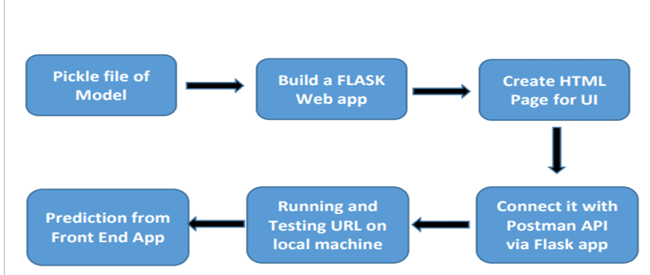 Pickle file of
Model
Build a FLASK
Web app
Create HTML
Page for UI
Connect it with
Postman API
via Flask app
Running and
Testing URL on
local machine
Prediction from
Front End App